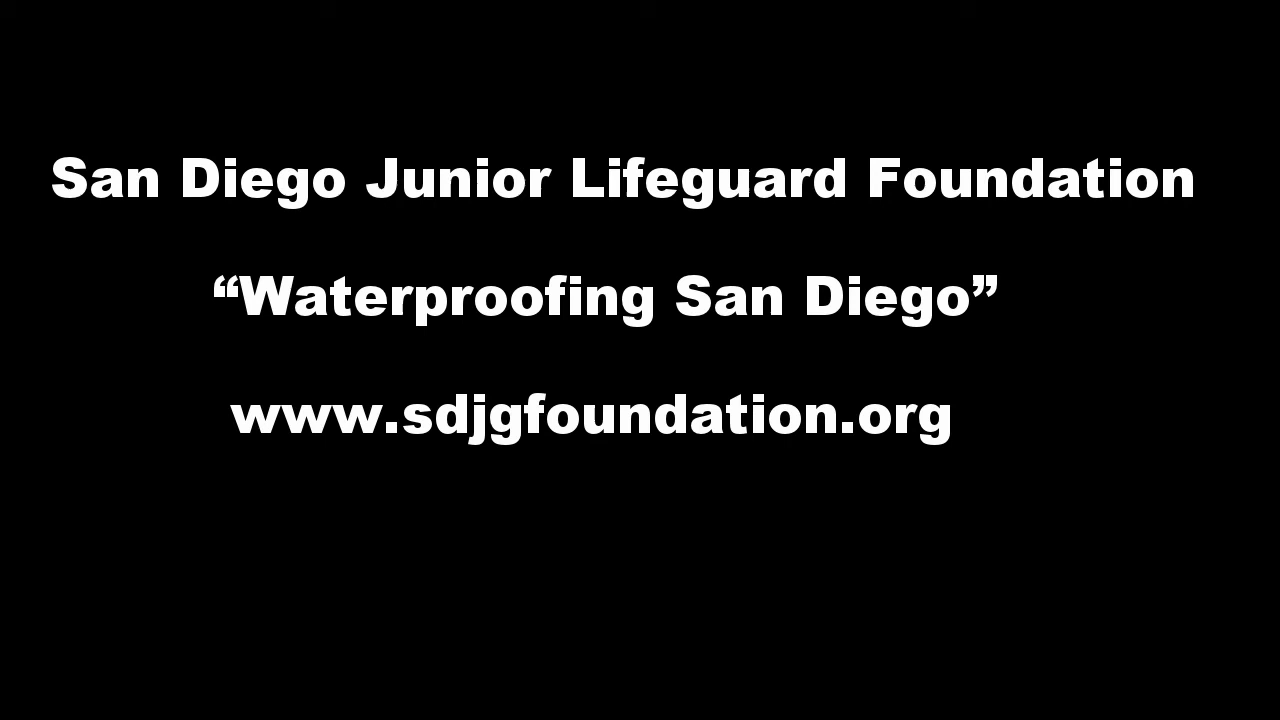 San Diego Junior Lifeguard Foundation
“Waterproofing San Diego”
www.sdjgfoundation.org